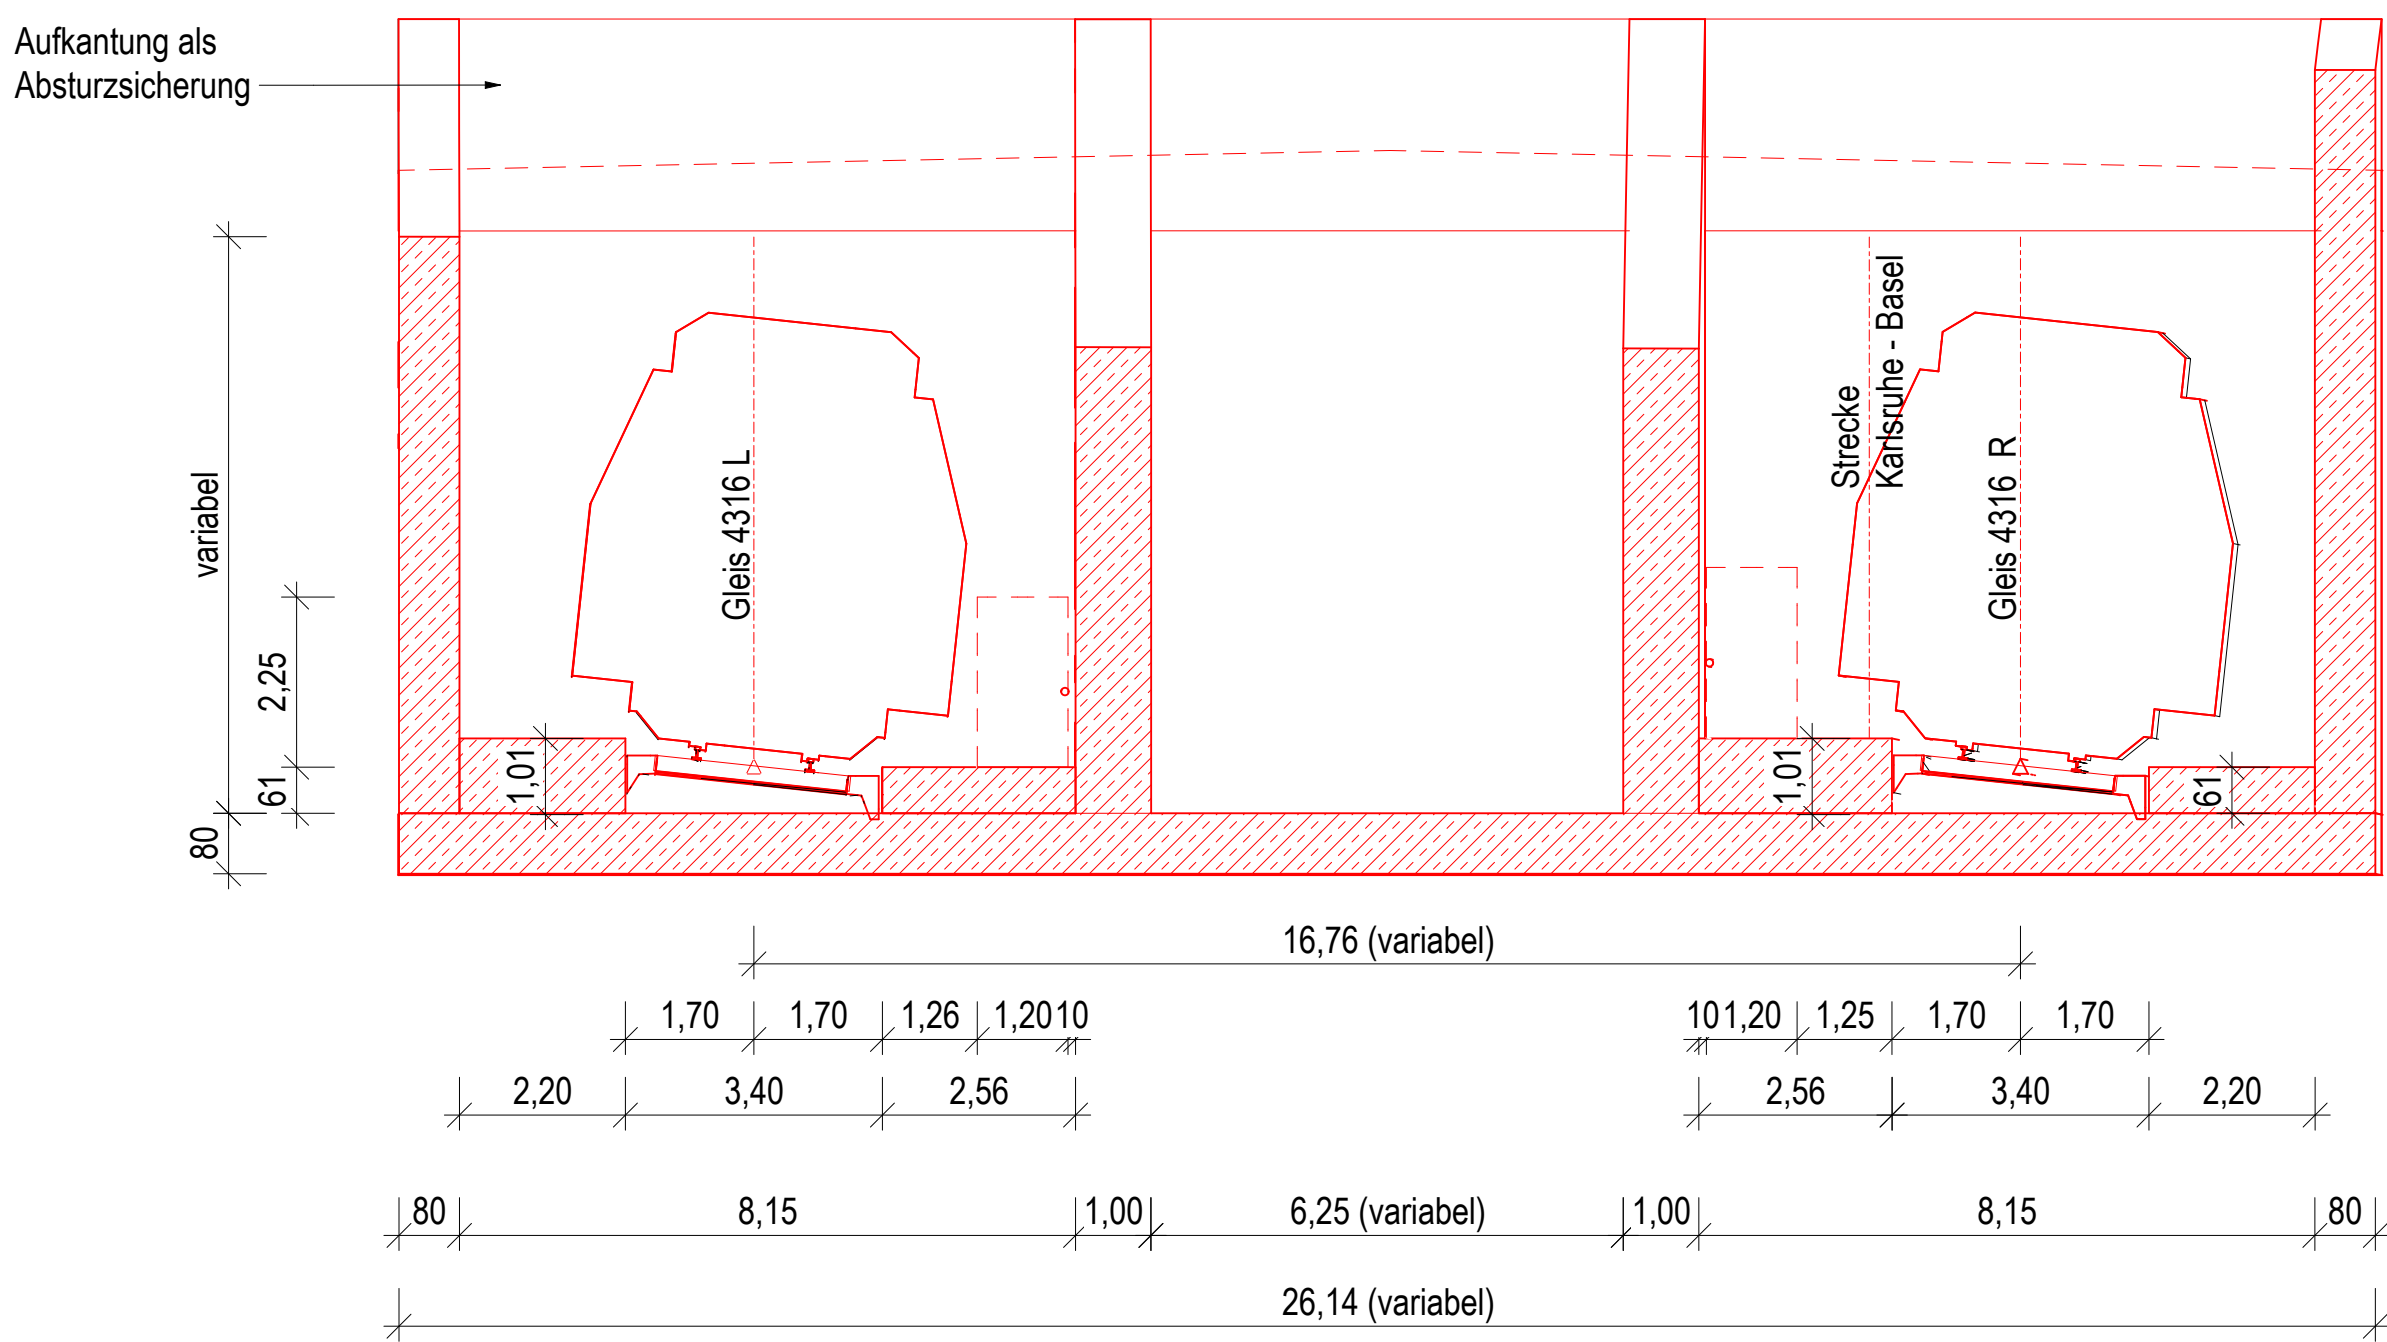 Aufkantung als
Absturzsicherung
variabel
2,25
61
80
1,01
Gleis 4316 L
Strecke
Karlsruhe - Basel
Gleis 4316 R
1,01
61
16,76 (variabel)
1,70 1,70 1,26 1,20 10
10 1,20 1,25 1,70 1,70
2,20 3,40 2,56
2,56 3,40 2,20
80 8,15 1,00 6,25 (variabel) 1,00 8,15 80
26,14 (variabel)